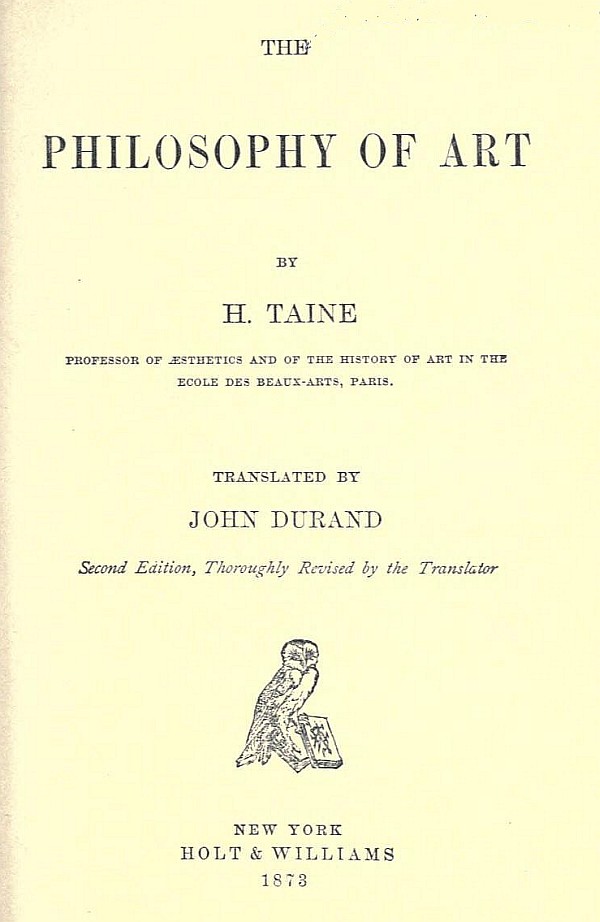 THE
PHILOSOPHY OF ART
BY
H. TAINE
PROFESSOR OF ÆSTHETICS AND OF THE HISTORY OF ART IN THE
ECOLE DES BEAUX-ARTS, PARIS.
TRANSLATED BY
JOHN DURAND
Second Edition, Thoroughly Revised by the Translator
NEW YORK
HOLT & WILLIAMS
1873